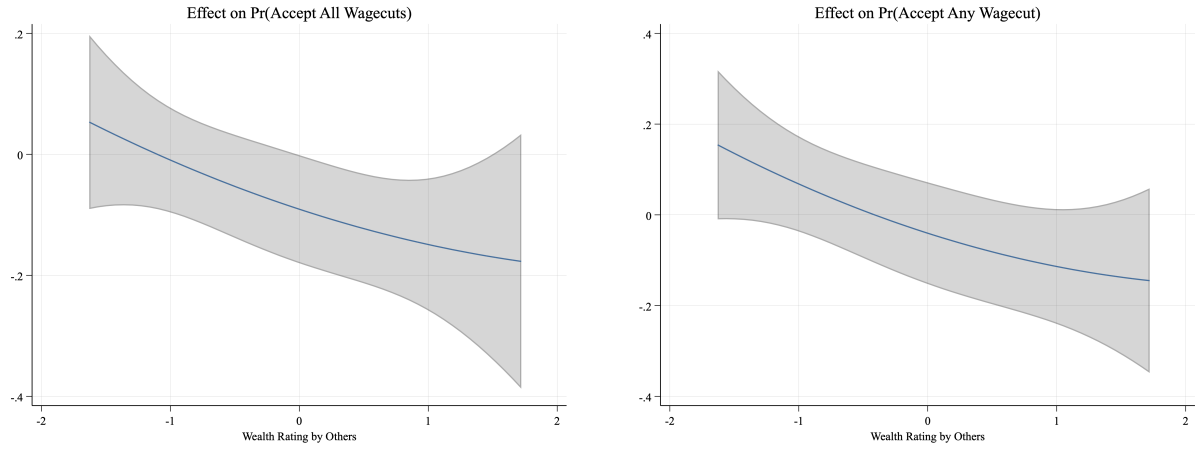 Effect on Pr(Accept All Wagecuts)
.2
0
-.2
-.4
-2 -1 0 1 2
Wealth Rating by Others
Effect on Pr(Accept Any Wagecut)
.4
.2
0
-.2
-.4
-2 -1 0 1 2
Wealth Rating by Others